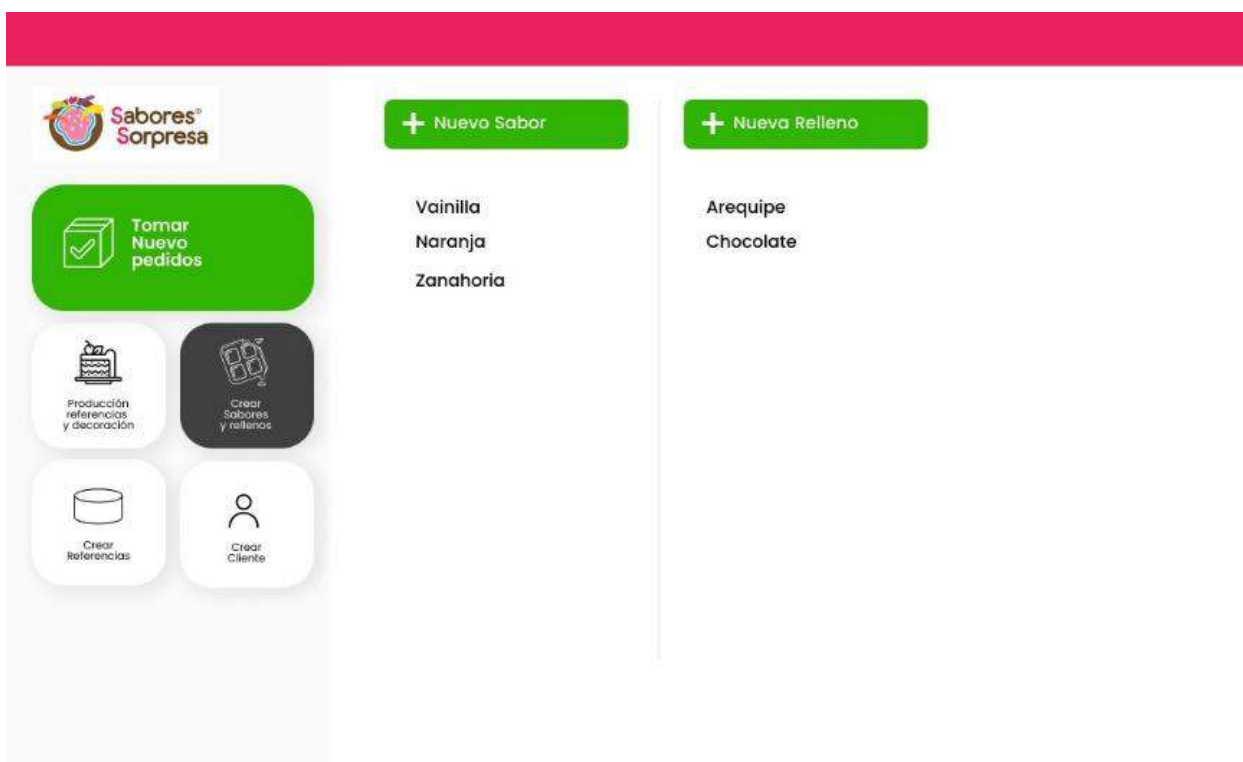 Sabores®
Sorpresa
Tomar
Nuevo
pedidos
Producción
referencias
y decoración
Crear
Sabores
y rellenos
Crear
Referencias
Crear
Cliente
+ Nuevo Sabor
Vainilla
Naranja
Zanahoria
+ Nueva Relleno
Arequipe
Chocolate